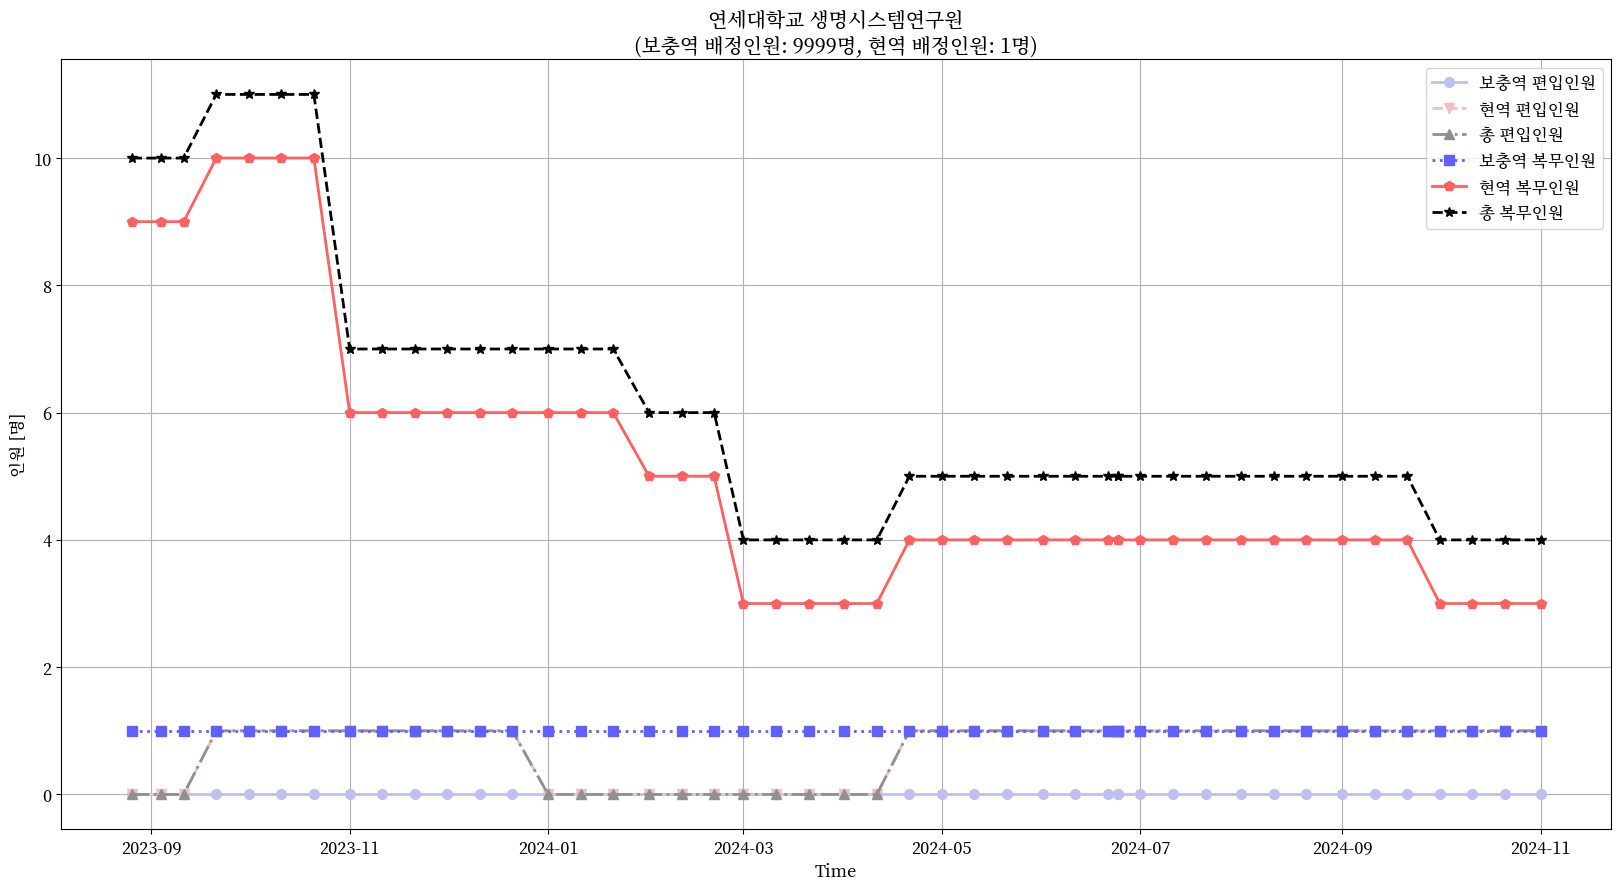 연세대학교 생명시스템연구원
(보충역 배정인원: 9999명, 현역 배정인원: 1명)
보충역 편입인원
현역 편입인원
총 편입인원
보충역 복무인원
현역 복무인원
총 복무인원
인원 [명]
10
8
6
4
2
0
2023-09
2023-11
2024-01
2024-03
2024-05
2024-07
2024-09
2024-11
Time